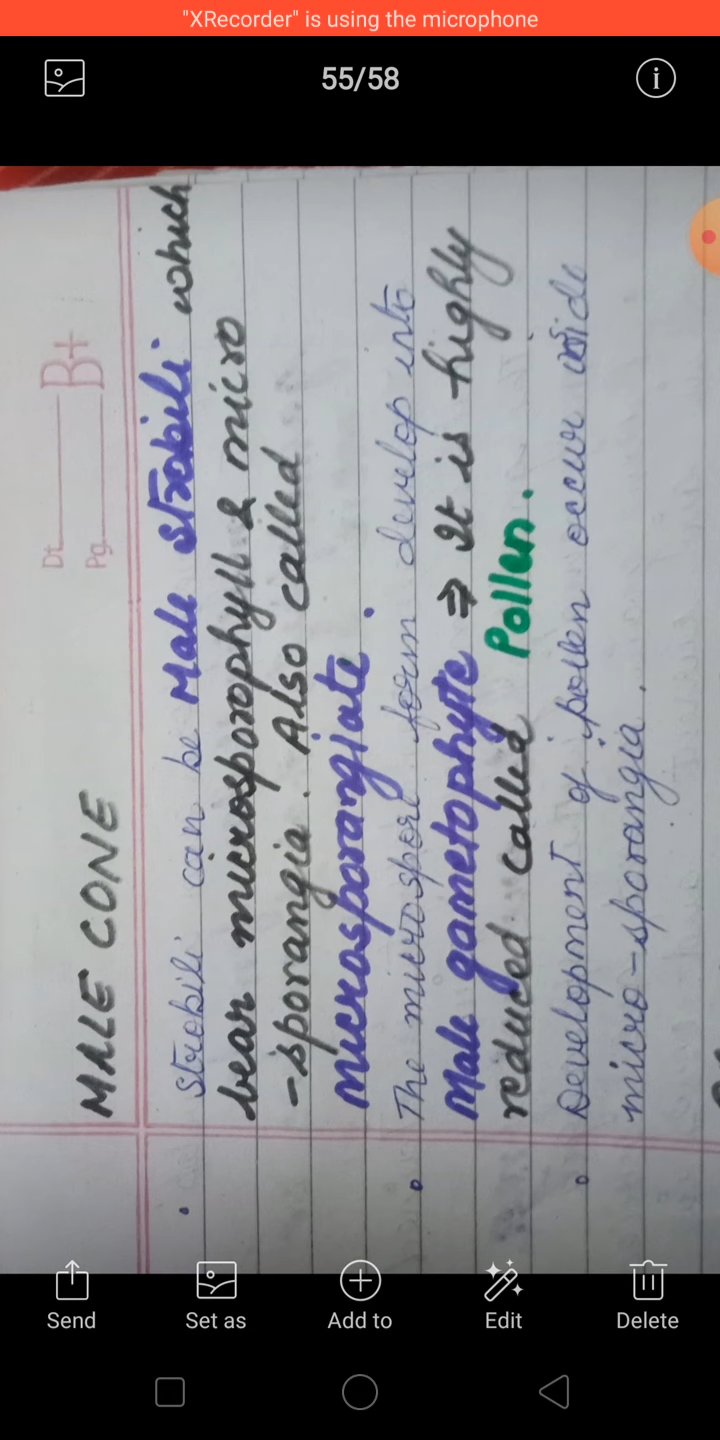 "XRecorder" is using the microphone
55/58
Dt.
Pg.
B+
MALE CONE
• Strobili can be Male strobili which
bear microsporophyll & micro
-sporangia. Also called
Microsporangiate.
• The microspore form develop into
Male gametophyte ⇒ It is highly
reduced called Pollen.
• Development of pollen occur inside
micro-sporangia.
Send
Set as
Add to
Edit
Delete